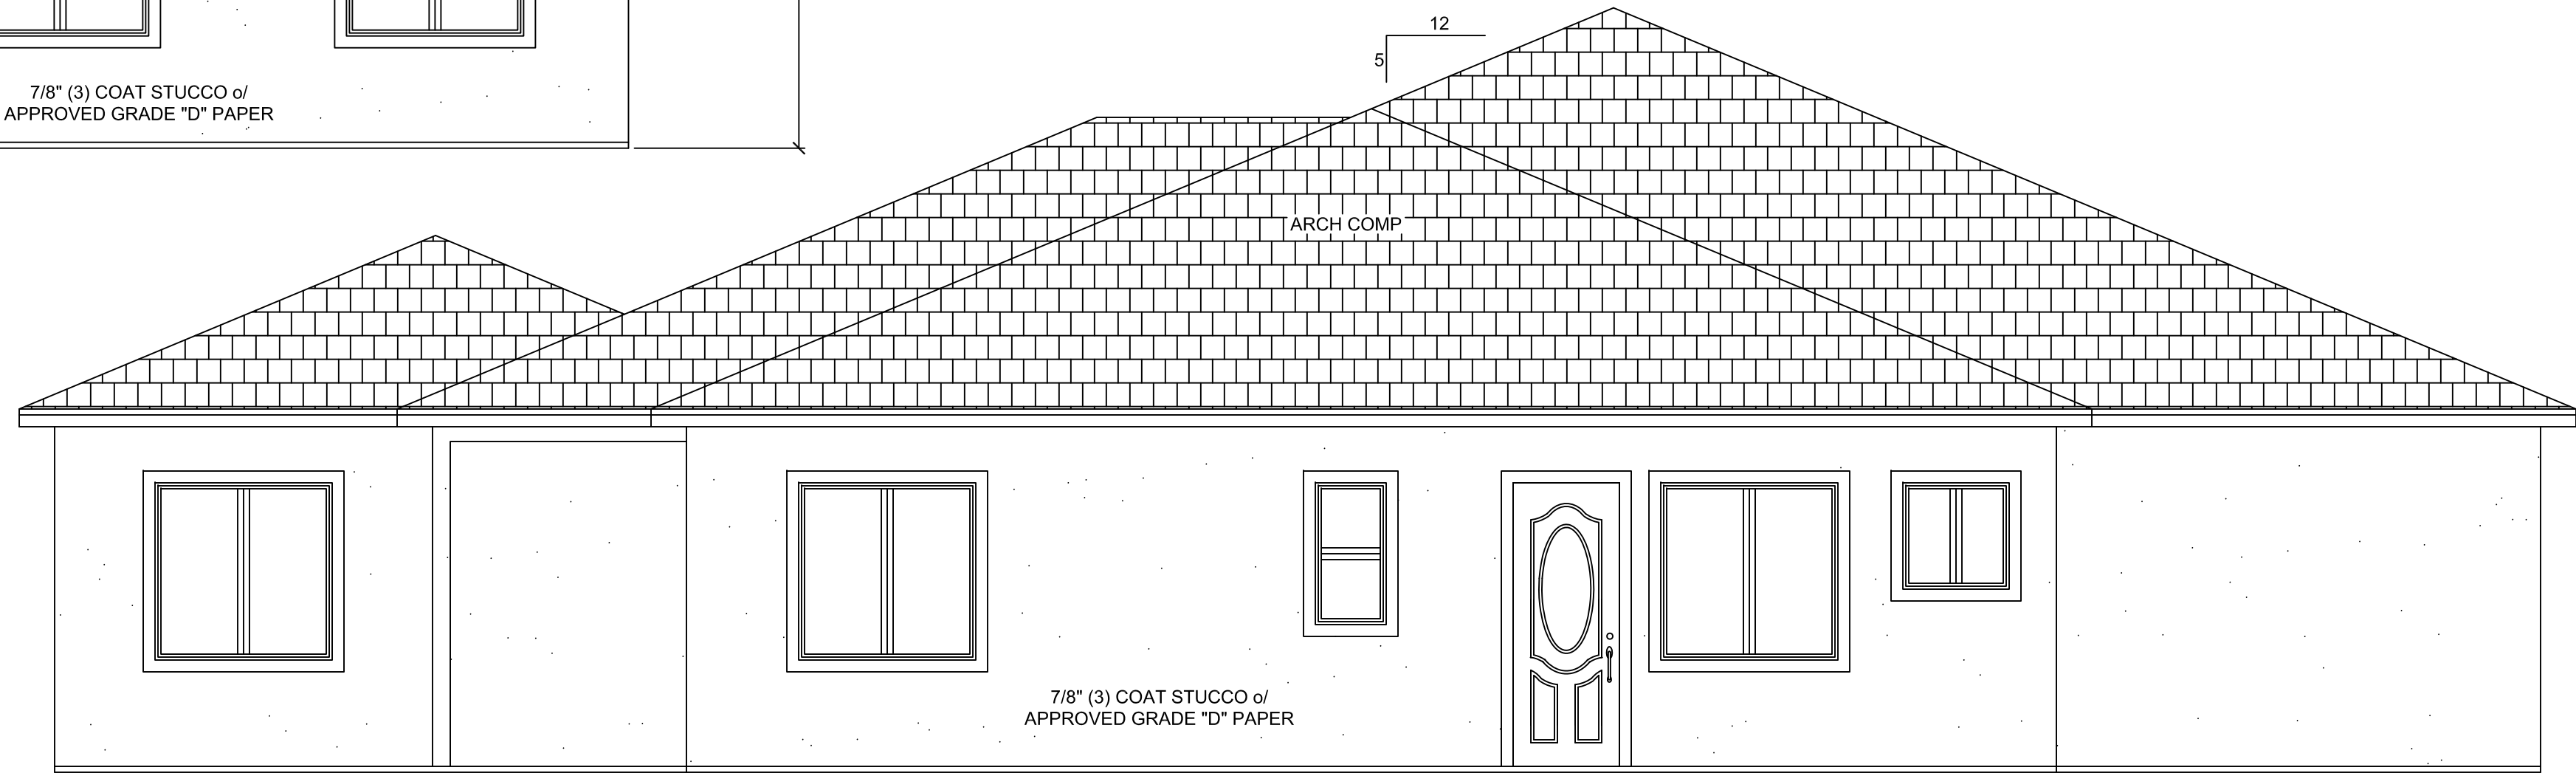 7/8" (3) COAT STUCCO o/
APPROVED GRADE "D" PAPER
12
5
ARCH COMP
7/8" (3) COAT STUCCO o/
APPROVED GRADE "D" PAPER